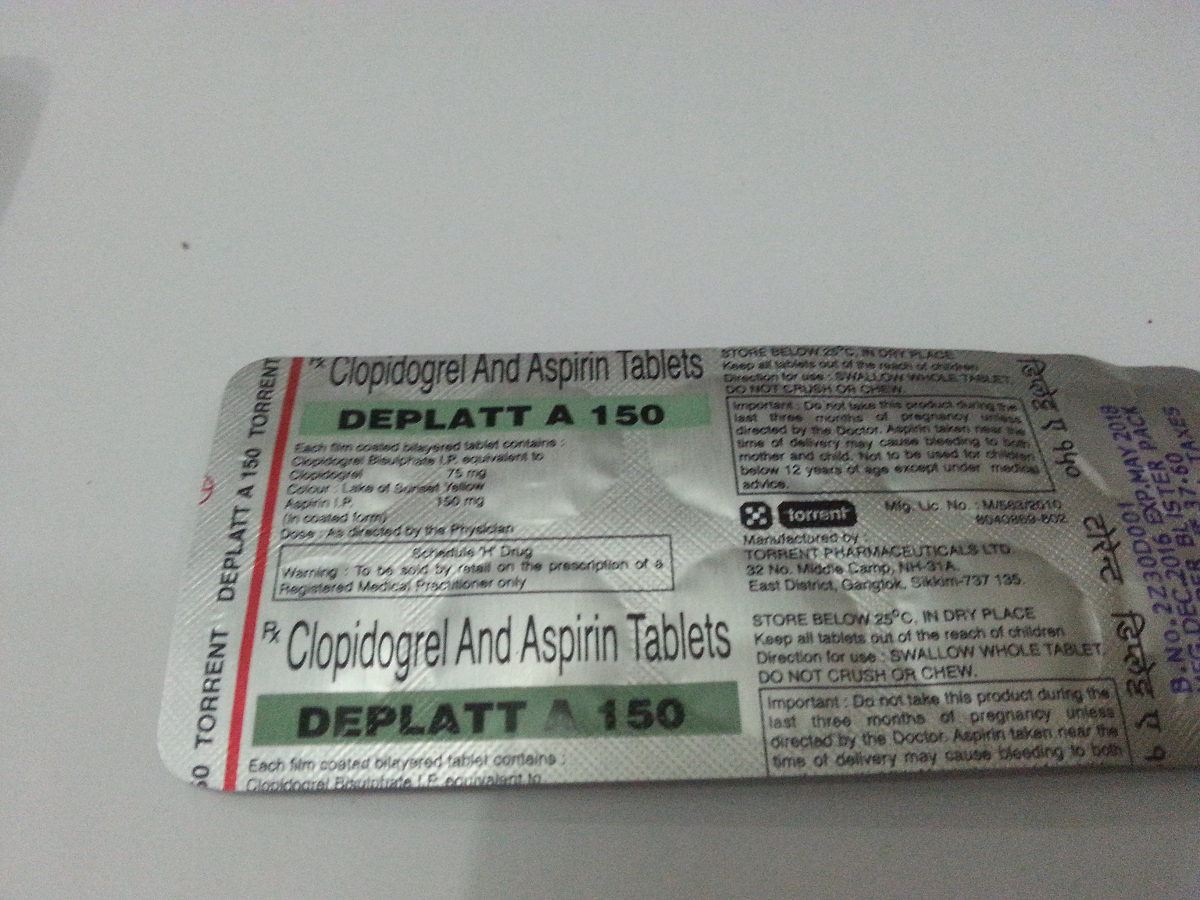 DEPLATT A 150 TORRENT
TORRENT
50
Rx Clopidogrel And Aspirin Tablets
DEPLATT A 150
Each film coated bilayered tablet contains :
Clopidogrel Bisulphate I.P. equivalent to
Clopidogrel 75 mg
Colour : Lake of Sunset Yellow
Aspirin I.P. 150 mg
(in coated form)
Dose : As directed by the Physician
Schedule 'H' Drug
Warning : To be sold by retail on the prescription of a
Registered Medical Practitioner only
Rx Clopidogrel And Aspirin Tablets
DEPLATT A 150
Each film coated bilayered tablet contains :
Clopidogrel Bisulphate I.P. equivalent to
STORE BELOW 25°C, IN DRY PLACE
Keep all tablets out of the reach of children
Direction for use : SWALLOW WHOLE TABLET,
DO NOT CRUSH OR CHEW.
Important : Do not take this product during the
last three months of pregnancy unless
directed by the Doctor. Aspirin taken near the
time of delivery may cause bleeding to both
mother and child. Not to be used for children
below 12 years of age except under medical
advice.
torrent
Mfg. Lic. No. : M/563/2010
8040869-602
Manufactured by
TORRENT PHARMACEUTICALS LTD.
32 No. Middle Camp, NH-31A,
East District, Gangtok, Sikkim-737 135.
STORE BELOW 25°C, IN DRY PLACE
Keep all tablets out of the reach of children
Direction for use : SWALLOW WHOLE TABLET,
DO NOT CRUSH OR CHEW.
Important : Do not take this product during the
last three months of pregnancy unless
directed by the Doctor. Aspirin taken near the
time of delivery may cause bleeding to both
ए १५०
B.NO.2Z30D001
DEC.2016 EXP.MAY 2018
BLISTER PACK
37.60 TAXES